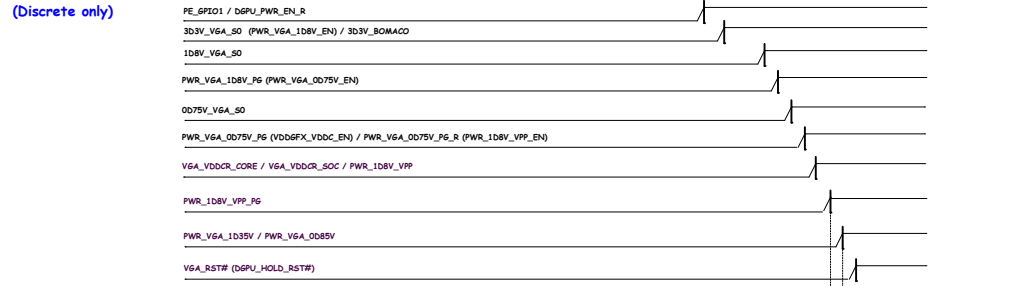 (Discrete only)
PE_GPIO1 / DGPU_PWR_EN_R
3D3V_VGA_S0 (PWR_VGA_1D8V_EN) / 3D3V_BOMACO
1D8V_VGA_S0
PWR_VGA_1D8V_PG (PWR_VGA_0D75V_EN)
0D75V_VGA_S0
PWR_VGA_0D75V_PG (VDDGFX_VDDC_EN) / PWR_VGA_0D75V_PG_R (PWR_1D8V_VPP_EN)
VGA_VDDCR_CORE / VGA_VDDCR_SOC / PWR_1D8V_VPP
PWR_1D8V_VPP_PG
PWR_VGA_1D35V / PWR_VGA_0D85V
VGA_RST# (DGPU_HOLD_RST#)